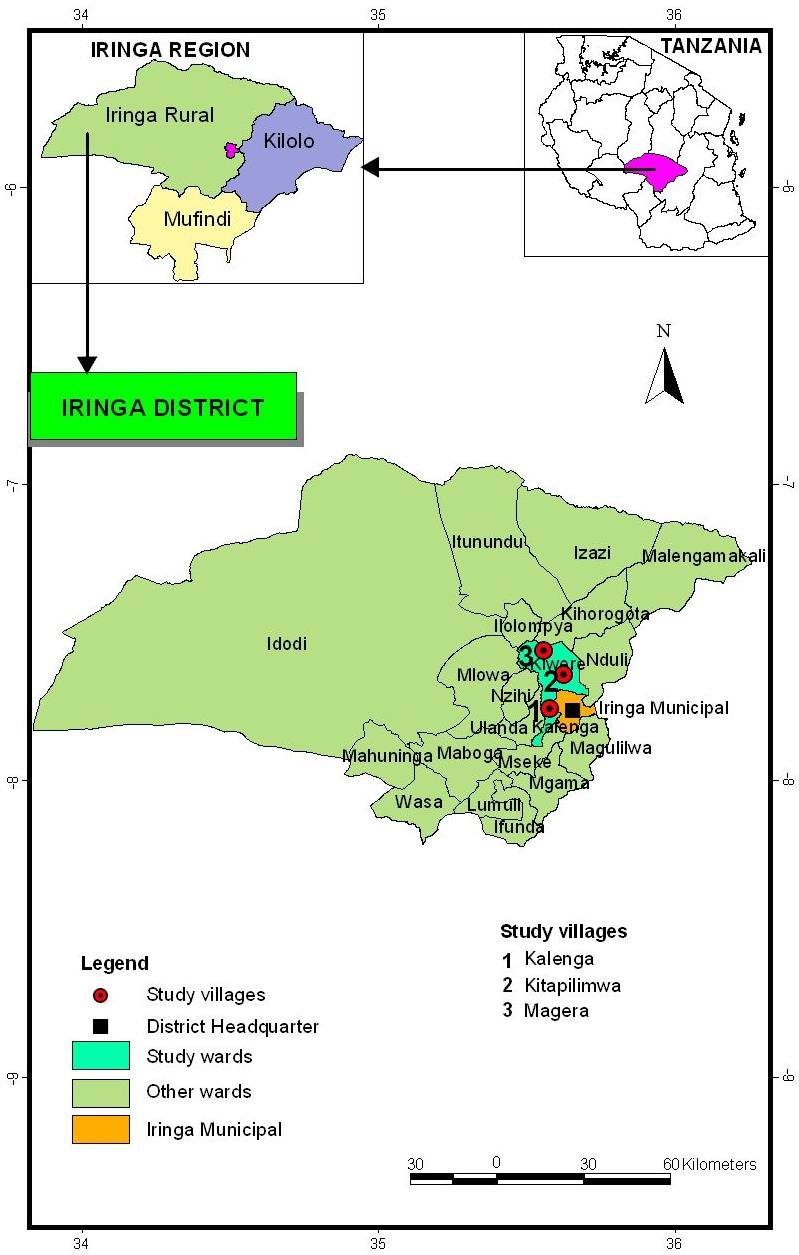 34 35 36
IRINGA REGION
TANZANIA
Iringa Rural
Kilolo
Mufindi
-6
-6
N
IRINGA DISTRICT
-7
-7
Itunundu
Izazi
Malengamakali
Kihorogota
Ilolompya
Idodi
3
Kiwere
Nduli
Mlowa
2
Nzihi
1
Iringa Municipal
Ulanda
Kalenga
Magulilwa
Mahuninga
Maboga
Mseke
-8
-8
Mgama
Wasa
Lumuli
Ifunda
Study villages
1 Kalenga
2 Kitapilimwa
3 Magera
Legend
Study villages
District Headquarter
Study wards
Other wards
Iringa Municipal
-9
-9
30 0 30 60 Kilometers
34 35 36